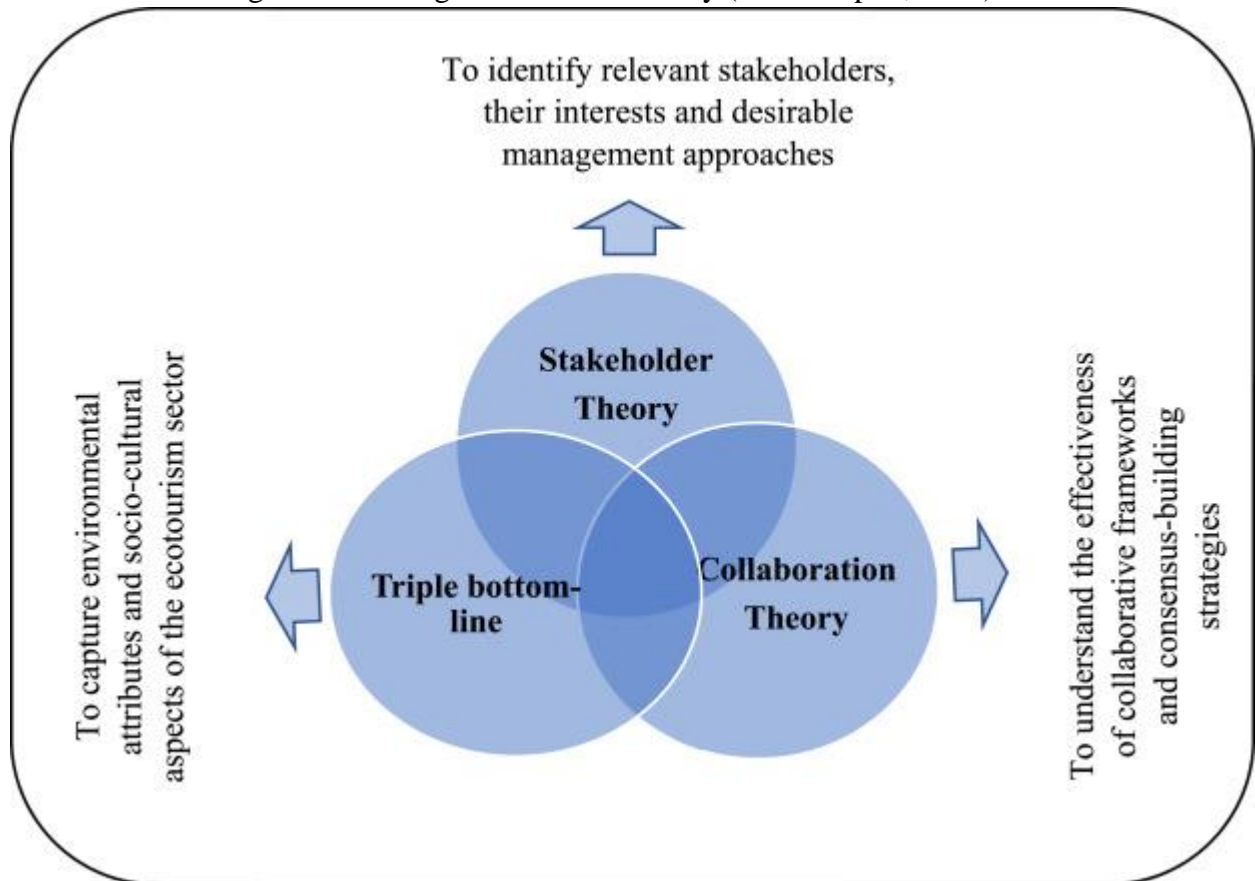 To identify relevant stakeholders,
their interests and desirable
management approaches
Stakeholder
Theory
To capture environmental
attributes and socio-cultural
aspects of the ecotourism sector
Triple bottom-
line
Collaboration
Theory
To understand the effectiveness
of collaborative frameworks
and consensus-building
strategies